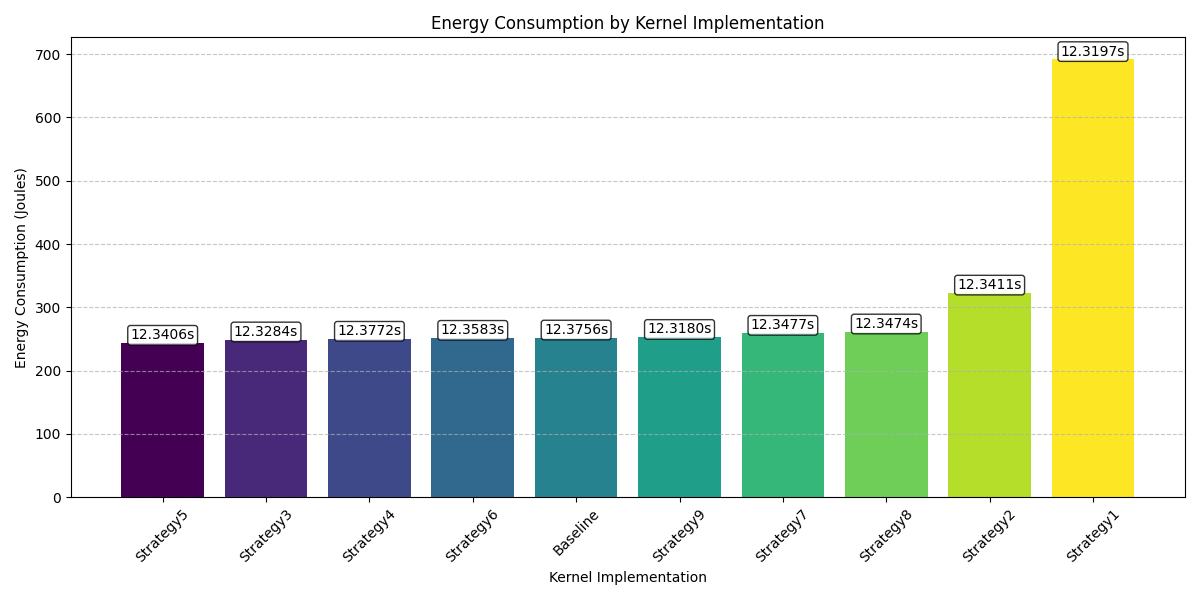 Energy Consumption by Kernel Implementation
Energy Consumption (Joules)
700
600
500
400
300
200
100
0
12.3406s
12.3284s
12.3772s
12.3583s
12.3756s
12.3180s
12.3477s
12.3474s
12.3411s
12.3197s
Strategy5
Strategy3
Strategy4
Strategy6
Baseline
Strategy9
Strategy7
Strategy8
Strategy2
Strategy1
Kernel Implementation